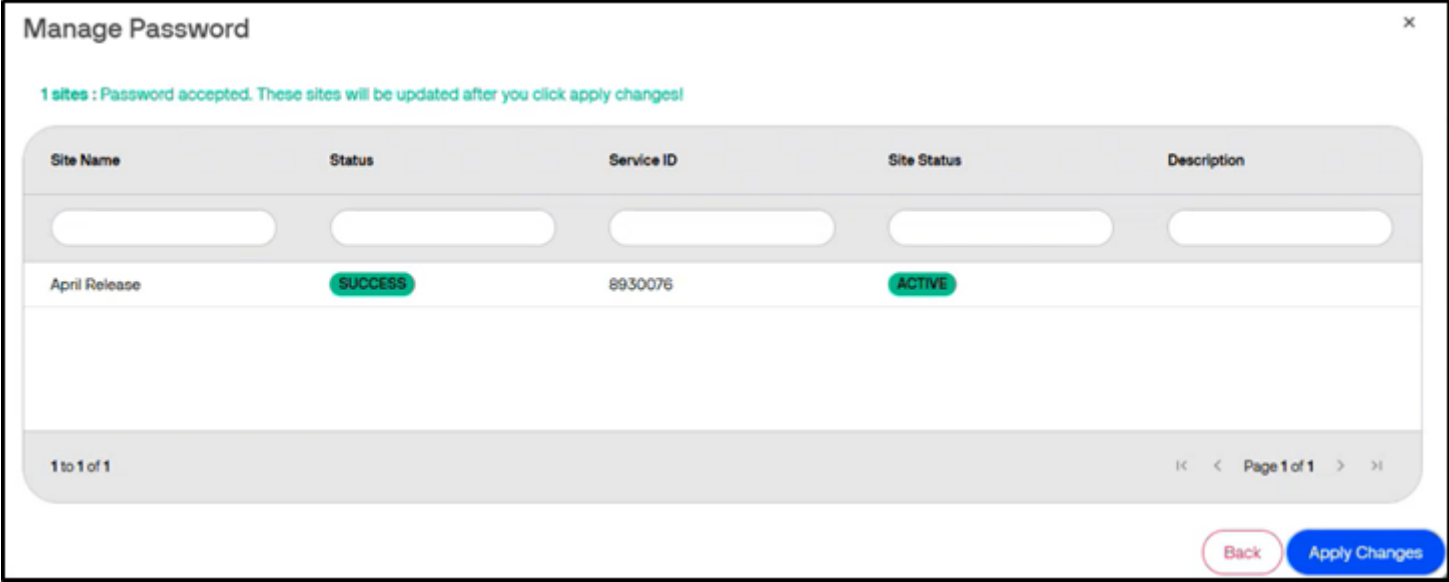 Manage Password
×
1 sites : Password accepted. These sites will be updated after you click apply changes!
Site Name Status Service ID Site Status Description
April Release SUCCESS 8930076 ACTIVE
1 to 1 of 1 Page 1 of 1
Back Apply Changes